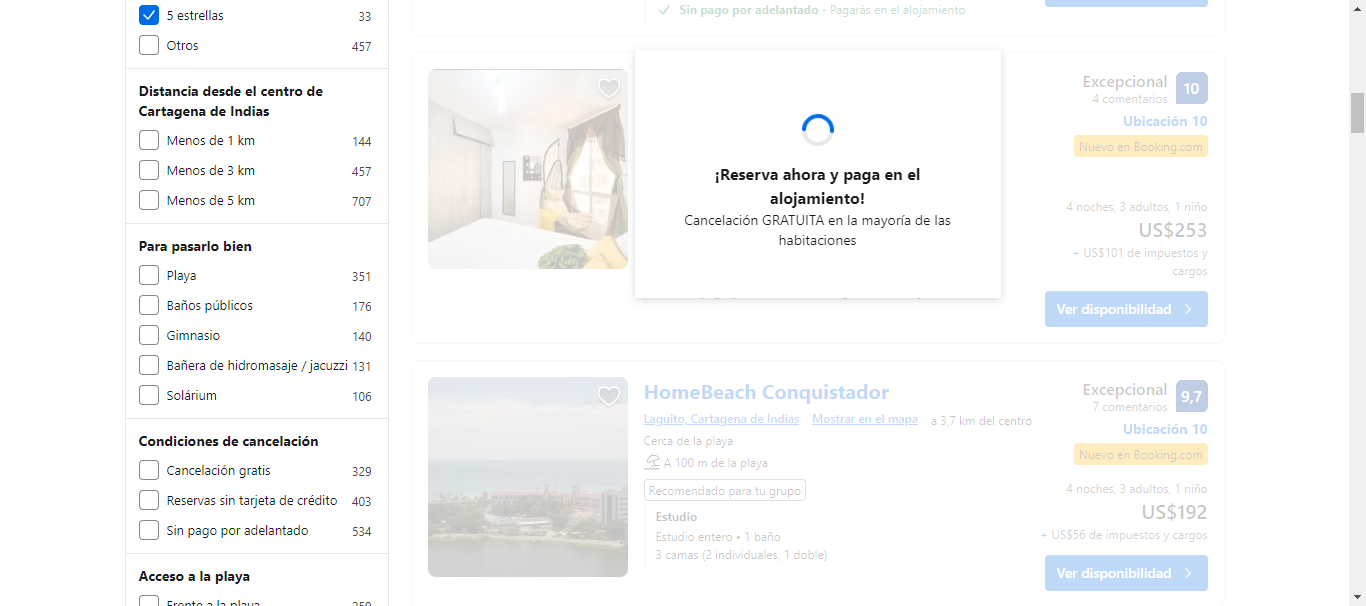 5 estrellas 33
Otros 457
Distancia desde el centro de
Cartagena de Indias
Menos de 1 km 144
Menos de 3 km 457
Menos de 5 km 707
Para pasarlo bien
Playa 351
Baños públicos 176
Gimnasio 140
Bañera de hidromasaje / jacuzzi 131
Solárium 106
Condiciones de cancelación
Cancelación gratis 329
Reservas sin tarjeta de crédito 403
Sin pago por adelantado 534
Acceso a la playa
Frente a la playa 259
Sin pago por adelantado - Pagarás en el alojamiento
¡Reserva ahora y paga en el
alojamiento!
Cancelación GRATUITA en la mayoría de las
habitaciones
Excepcional 10
4 comentarios
Ubicación 10
Nuevo en Booking.com
4 noches, 3 adultos, 1 niño
US$253
+ US$101 de impuestos y
cargos
Ver disponibilidad
HomeBeach Conquistador
Laguito, Cartagena de Indias Mostrar en el mapa a 3,7 km del centro
Cerca de la playa
A 100 m de la playa
Recomendado para tu grupo
Estudio
Estudio entero • 1 baño
3 camas (2 individuales, 1 doble)
Excepcional 9,7
7 comentarios
Ubicación 10
Nuevo en Booking.com
4 noches, 3 adultos, 1 niño
US$192
+ US$56 de impuestos y cargos
Ver disponibilidad